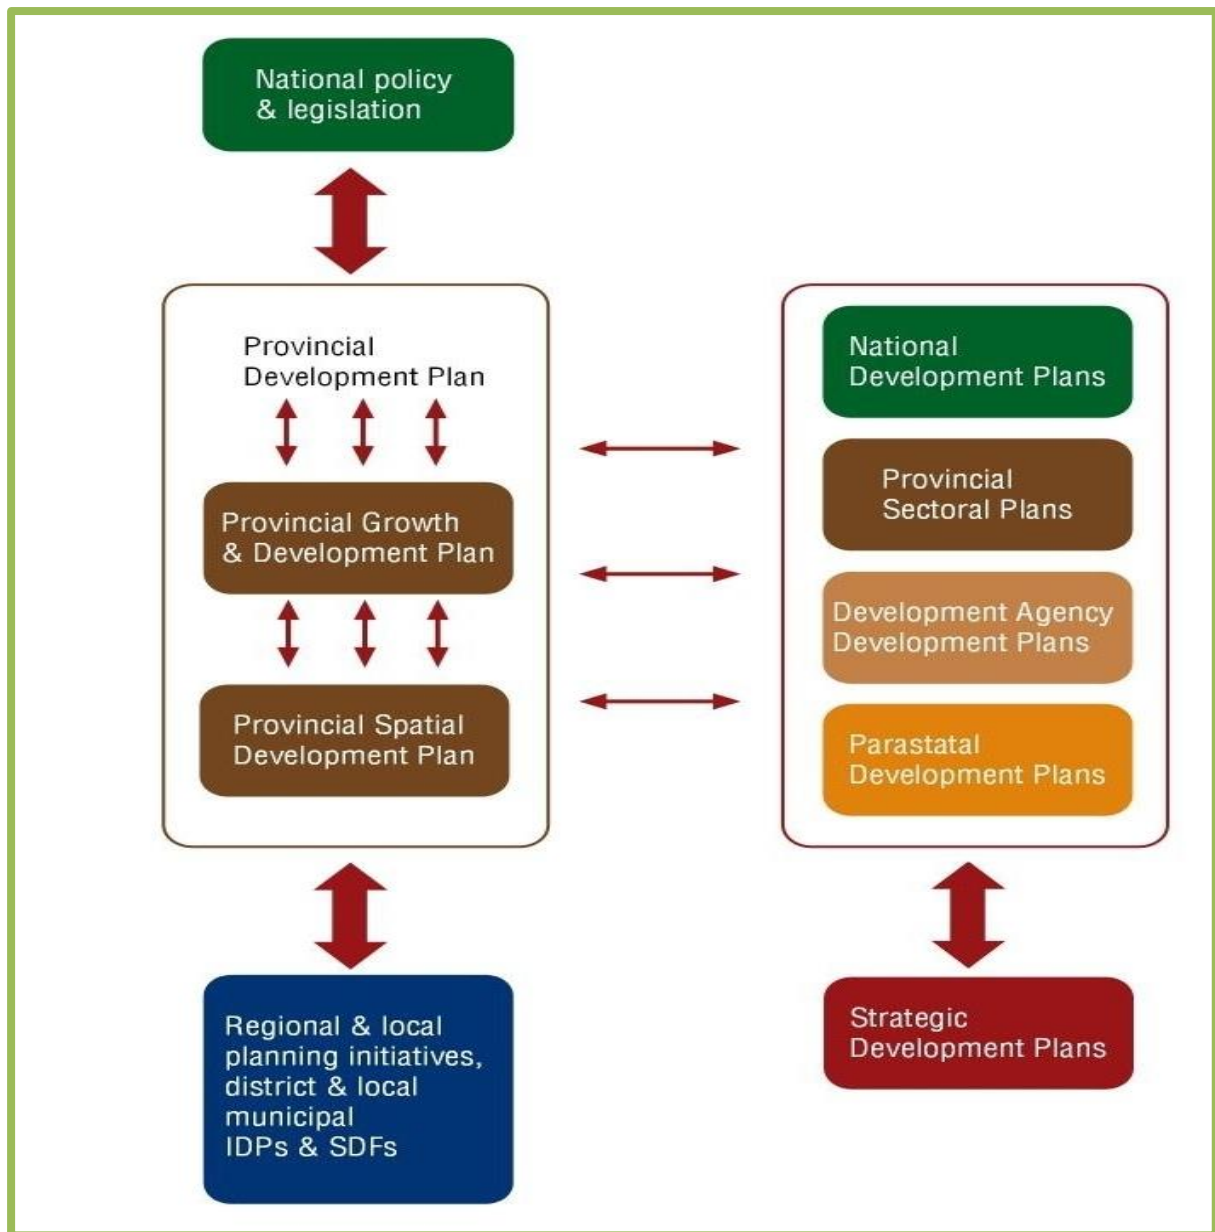 National policy
& legislation
Provincial
Development Plan
Provincial Growth
& Development Plan
Provincial Spatial
Development Plan
Regional & local
planning initiatives,
district & local
municipal
IDPs & SDFs
National
Development Plans
Provincial
Sectoral Plans
Development Agency
Development Plans
Parastatal
Development Plans
Strategic
Development Plans